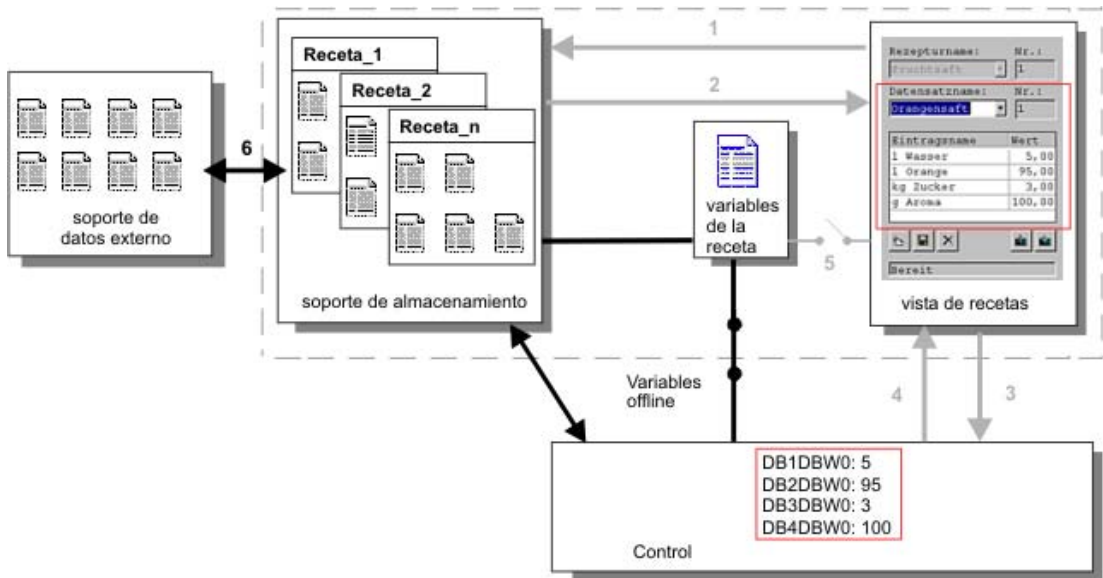 Receta_1
Receta_2
Receta_n
soporte de almacenamiento
6
soporte de
datos externo
1
2
variables
de la
receta
5
Rezepturname:
Nr.:
Fruchtsaft
1
Datensatzname:
Nr.:
Orangensaft
1
Eintragsname
Wert
l Wasser
5,00
l Orange
95,00
kg Zucker
3,00
g Aroma
100,00
Bereit
vista de recetas
Variables
offline
4
3
DB1DBW0: 5
DB2DBW0: 95
DB3DBW0: 3
DB4DBW0: 100
Control